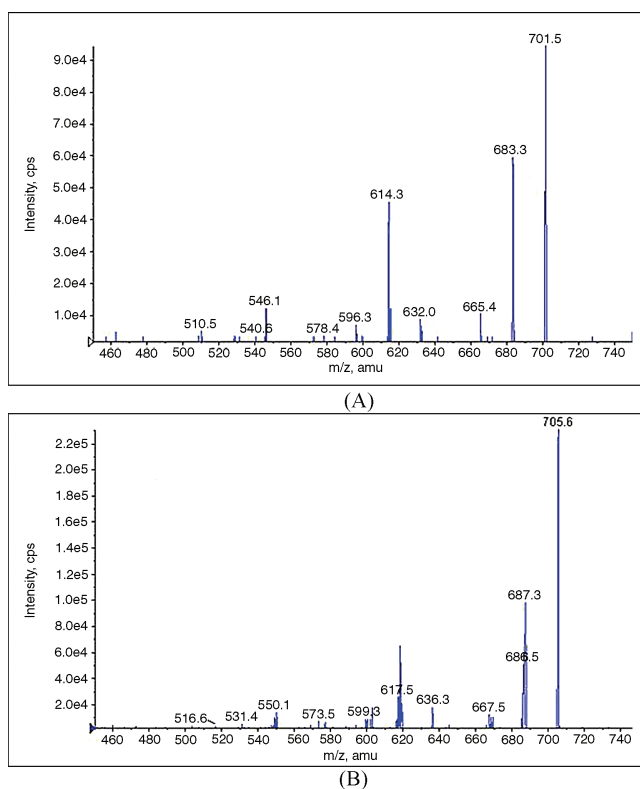 701.5
9.0e4
8.0e4
7.0e4
683.3
6.0e4
Intensity, cps
5.0e4
614.3
4.0e4
3.0e4
2.0e4
546.1
1.0e4
510.5
540.6
578.4
596.3
632.0
665.4
460 480 500 520 540 560 580 600 620 640 660 680 700 720 740
m/z, amu
(A)
705.6
2.2e5
2.0e5
1.8e5
1.6e5
1.4e5
Intensity, cps
1.2e5
1.0e5
687.3
8.0e4
6.0e4
686.5
4.0e4
617.5
2.0e4
516.6
531.4
550.1
573.5
599.3
636.3
667.5
460 480 500 520 540 560 580 600 620 640 660 680 700 720 740
m/z, amu
(B)